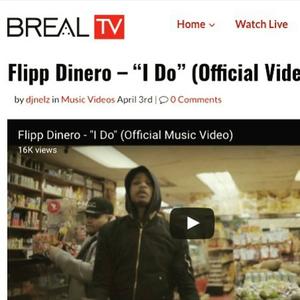 BREAL TV
Home
Watch Live
Flipp Dinero – “I Do” (Official Vide
by djnelz in Music Videos April 3rd | 0 Comments
Flipp Dinero - "I Do" (Official Music Video)
16K views